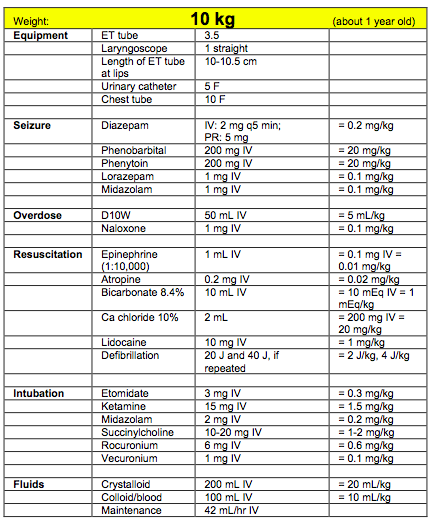 Weight: 10 kg (about 1 year old)
Equipment ET tube 3.5
Laryngoscope 1 straight
Length of ET tube 10-10.5 cm
at lips
Urinary catheter 5 F
Chest tube 10 F
Seizure Diazepam IV: 2 mg q5 min; = 0.2 mg/kg
PR: 5 mg
Phenobarbital 200 mg IV = 20 mg/kg
Phenytoin 200 mg IV = 20 mg/kg
Lorazepam 1 mg IV = 0.1 mg/kg
Midazolam 1 mg IV = 0.1 mg/kg
Overdose D10W 50 mL IV = 5 mL/kg
Naloxone 1 mg IV = 0.1 mg/kg
Resuscitation Epinephrine 1 mL IV = 0.1 mg IV =
(1:10,000) 0.01 mg/kg
Atropine 0.2 mg IV = 0.02 mg/kg
Bicarbonate 8.4% 10 mL IV = 10 mEq IV = 1
mEq/kg
Ca chloride 10% 2 mL = 200 mg IV =
20 mg/kg
Lidocaine 10 mg IV = 1 mg/kg
Defibrillation 20 J and 40 J, if = 2 J/kg, 4 J/kg
repeated
Intubation Etomidate 3 mg IV = 0.3 mg/kg
Ketamine 15 mg IV = 1.5 mg/kg
Midazolam 2 mg IV = 0.2 mg/kg
Succinylcholine 10-20 mg IV = 1-2 mg/kg
Rocuronium 6 mg IV = 0.6 mg/kg
Vecuronium 1 mg IV = 0.1 mg/kg
Fluids Crystalloid 200 mL IV = 20 mL/kg
Colloid/blood 100 mL IV = 10 mL/kg
Maintenance 42 mL/hr IV